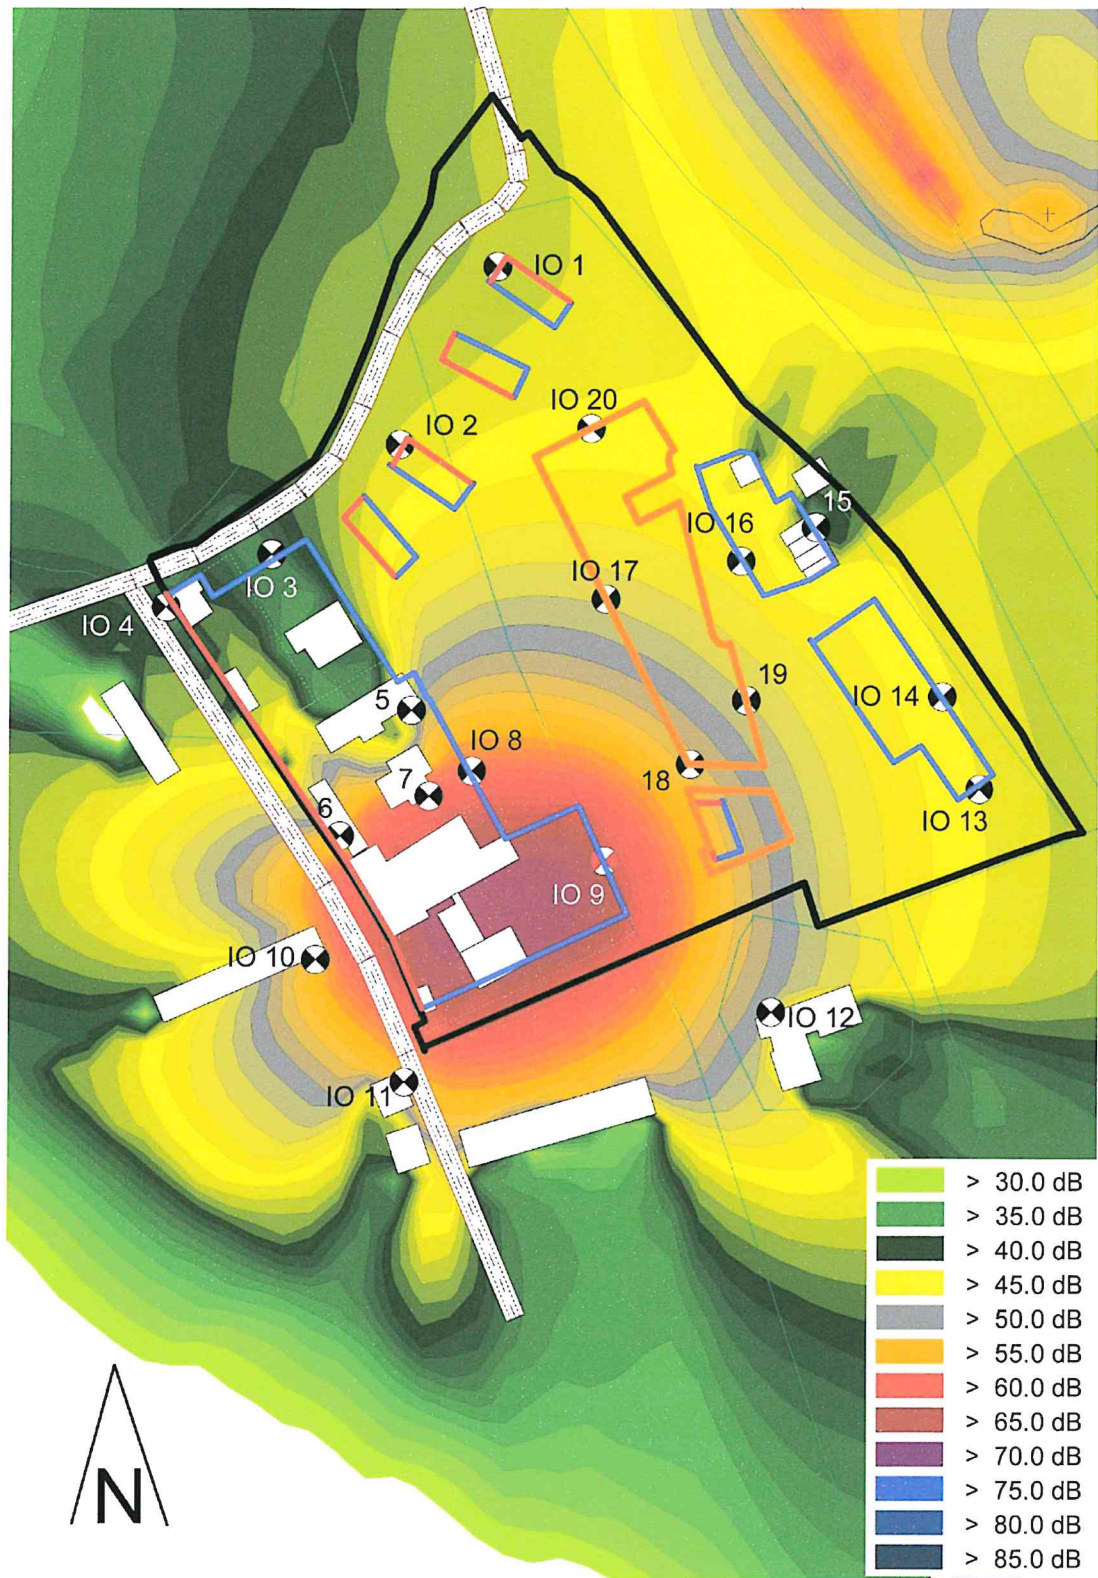 IO 1
IO 20
IO 2
15
IO 16
IO 17
IO 3
IO 4
19
IO 14
5
IO 8
18
7
IO 13
6
IO 9
IO 10
IO 12
IO 11
> 30.0 dB
> 35.0 dB
> 40.0 dB
> 45.0 dB
> 50.0 dB
> 55.0 dB
> 60.0 dB
> 65.0 dB
> 70.0 dB
> 75.0 dB
> 80.0 dB
> 85.0 dB
N